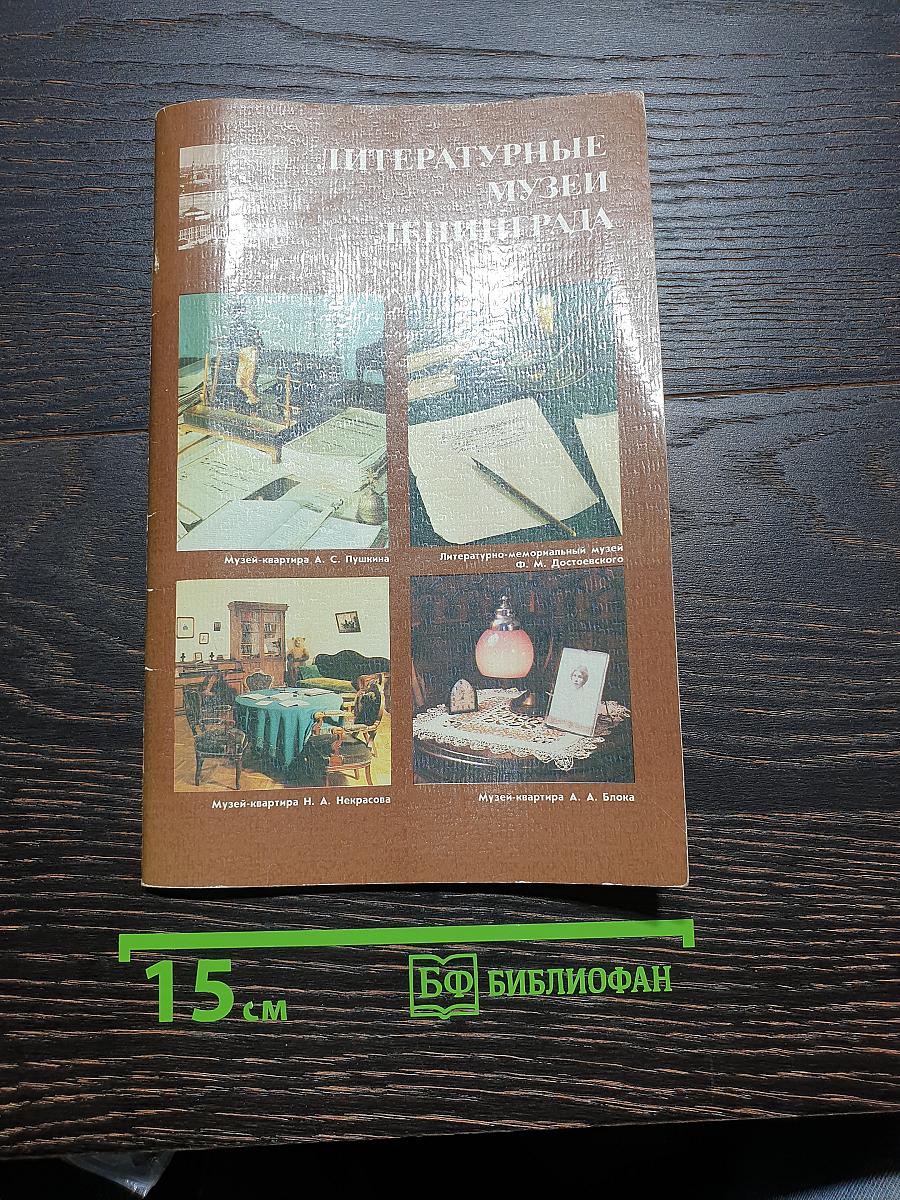 ЛИТЕРАТУРНЫЕ
МУЗЕИ
ЛЕНИНГРАДА
Музей-квартира А. С. Пушкина
Литературно-мемориальный музей
Ф. М. Достоевского
Музей-квартира Н. А. Некрасова
Музей-квартира А. А. Блока
15 см
БФ БИБЛИОФАН